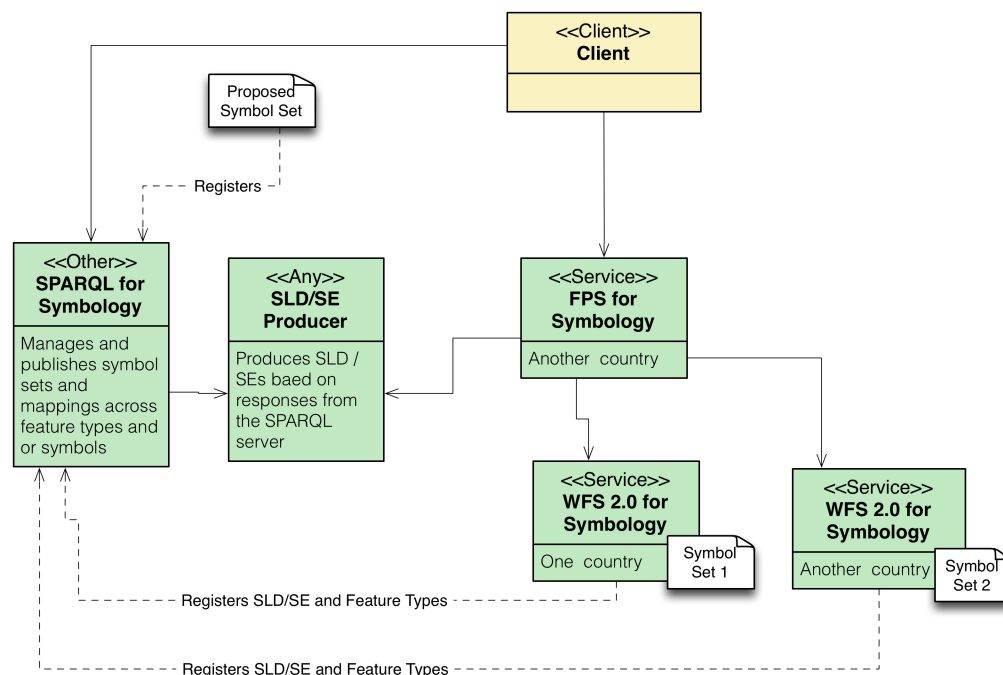 <<Client>>
Client
Proposed
Symbol Set
Registers
<<Other>>
SPARQL for
Symbology
Manages and
publishes symbol
sets and
mappings across
feature types and
or symbols
<<Any>>
SLD/SE
Producer
Produces SLD /
SEs baed on
responses from
the SPARQL
server
<<Service>>
FPS for
Symbology
Another country
<<Service>>
WFS 2.0 for
Symbology
One country
Symbol
Set 1
<<Service>>
WFS 2.0 for
Symbology
Another country
Symbol
Set 2
Registers SLD/SE and Feature Types
Registers SLD/SE and Feature Types